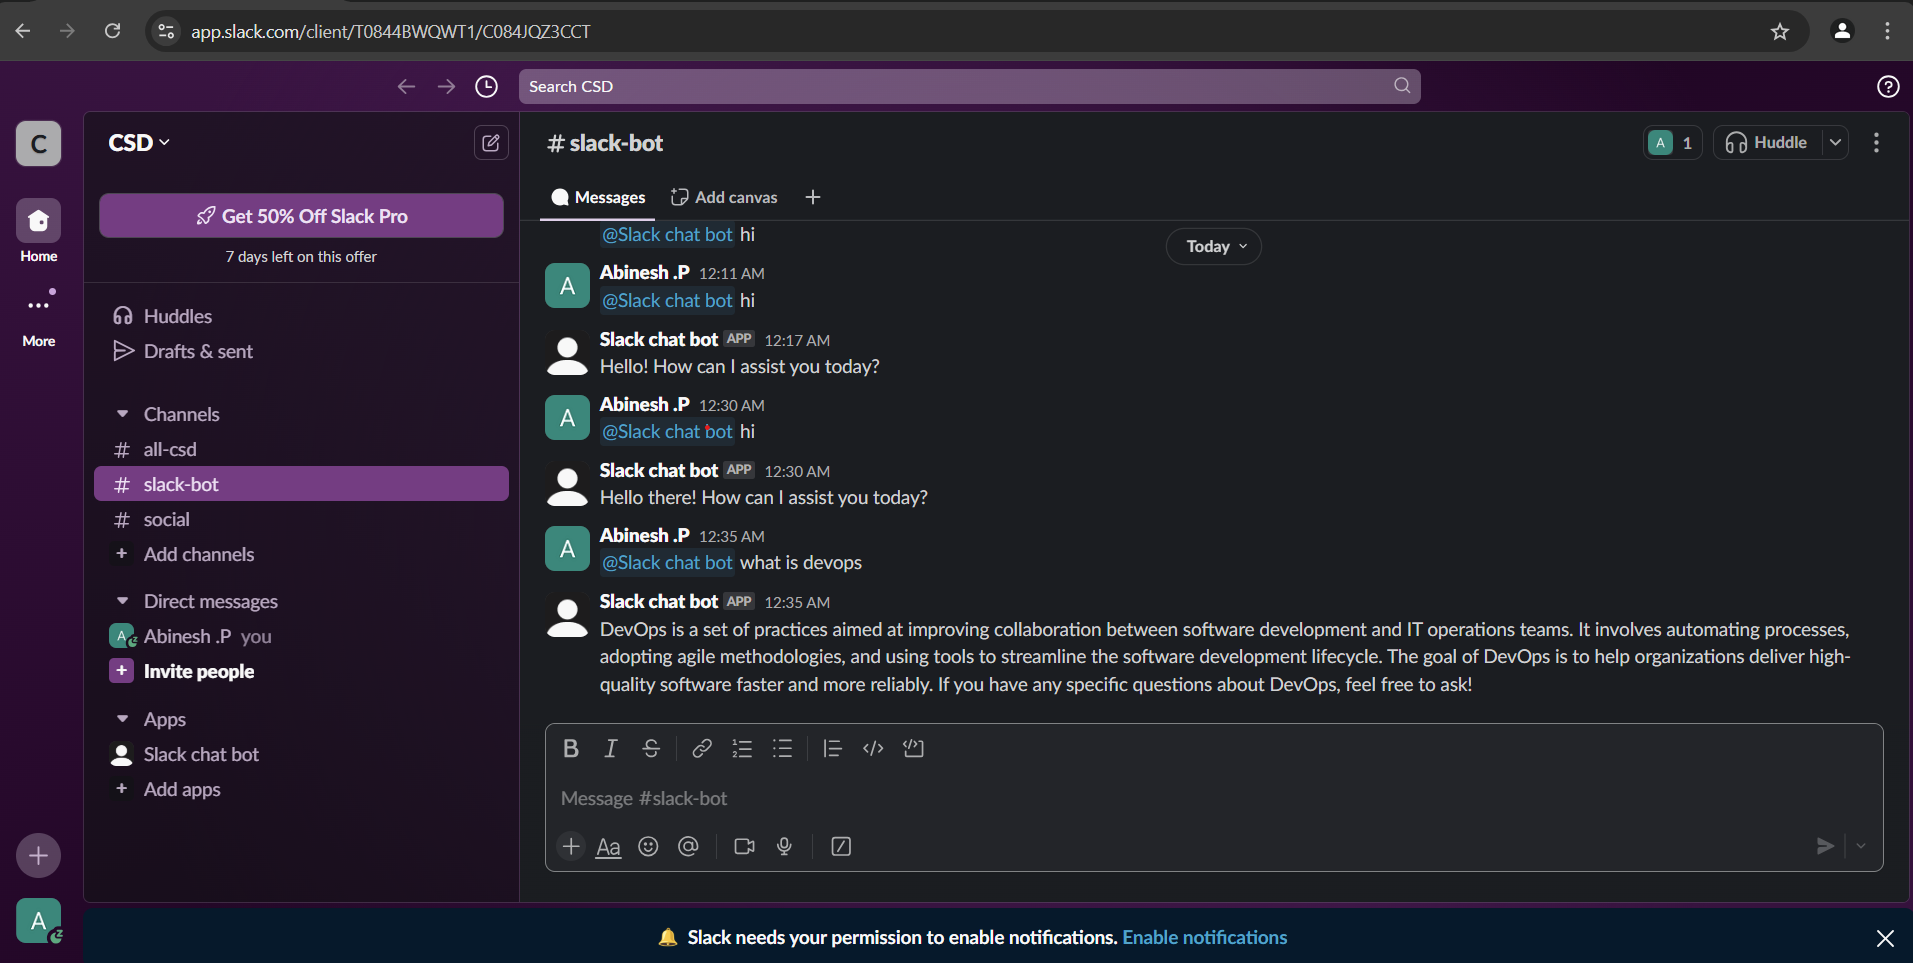 app.slack.com/client/T0844BWQWT1/C084JQZ3CCT
Search CSD
C
Home
More
A
CSD
Get 50% Off Slack Pro
7 days left on this offer
Huddles
Drafts & sent
Channels
# all-csd
# slack-bot
# social
+ Add channels
Direct messages
A Abinesh .P you
+ Invite people
Apps
Slack chat bot
+ Add apps
# slack-bot
A 1
Huddle
Messages
Add canvas
Today
@Slack chat bot hi
A
Abinesh .P 12:11 AM
@Slack chat bot hi
Slack chat bot APP 12:17 AM
Hello! How can I assist you today?
A
Abinesh .P 12:30 AM
@Slack chat bot hi
Slack chat bot APP 12:30 AM
Hello there! How can I assist you today?
A
Abinesh .P 12:35 AM
@Slack chat bot what is devops
Slack chat bot APP 12:35 AM
DevOps is a set of practices aimed at improving collaboration between software development and IT operations teams. It involves automating processes,
adopting agile methodologies, and using tools to streamline the software development lifecycle. The goal of DevOps is to help organizations deliver high-
quality software faster and more reliably. If you have any specific questions about DevOps, feel free to ask!
B I S
Message #slack-bot
Aa
Slack needs your permission to enable notifications. Enable notifications